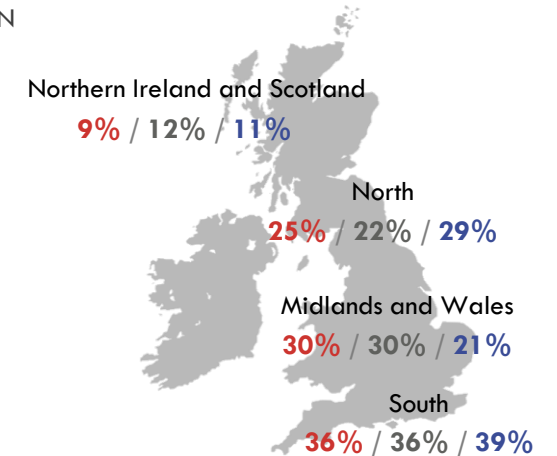 N
Northern Ireland and Scotland
9% / 12% / 11%
North
25% / 22% / 29%
Midlands and Wales
30% / 30% / 21%
South
36% / 36% / 39%